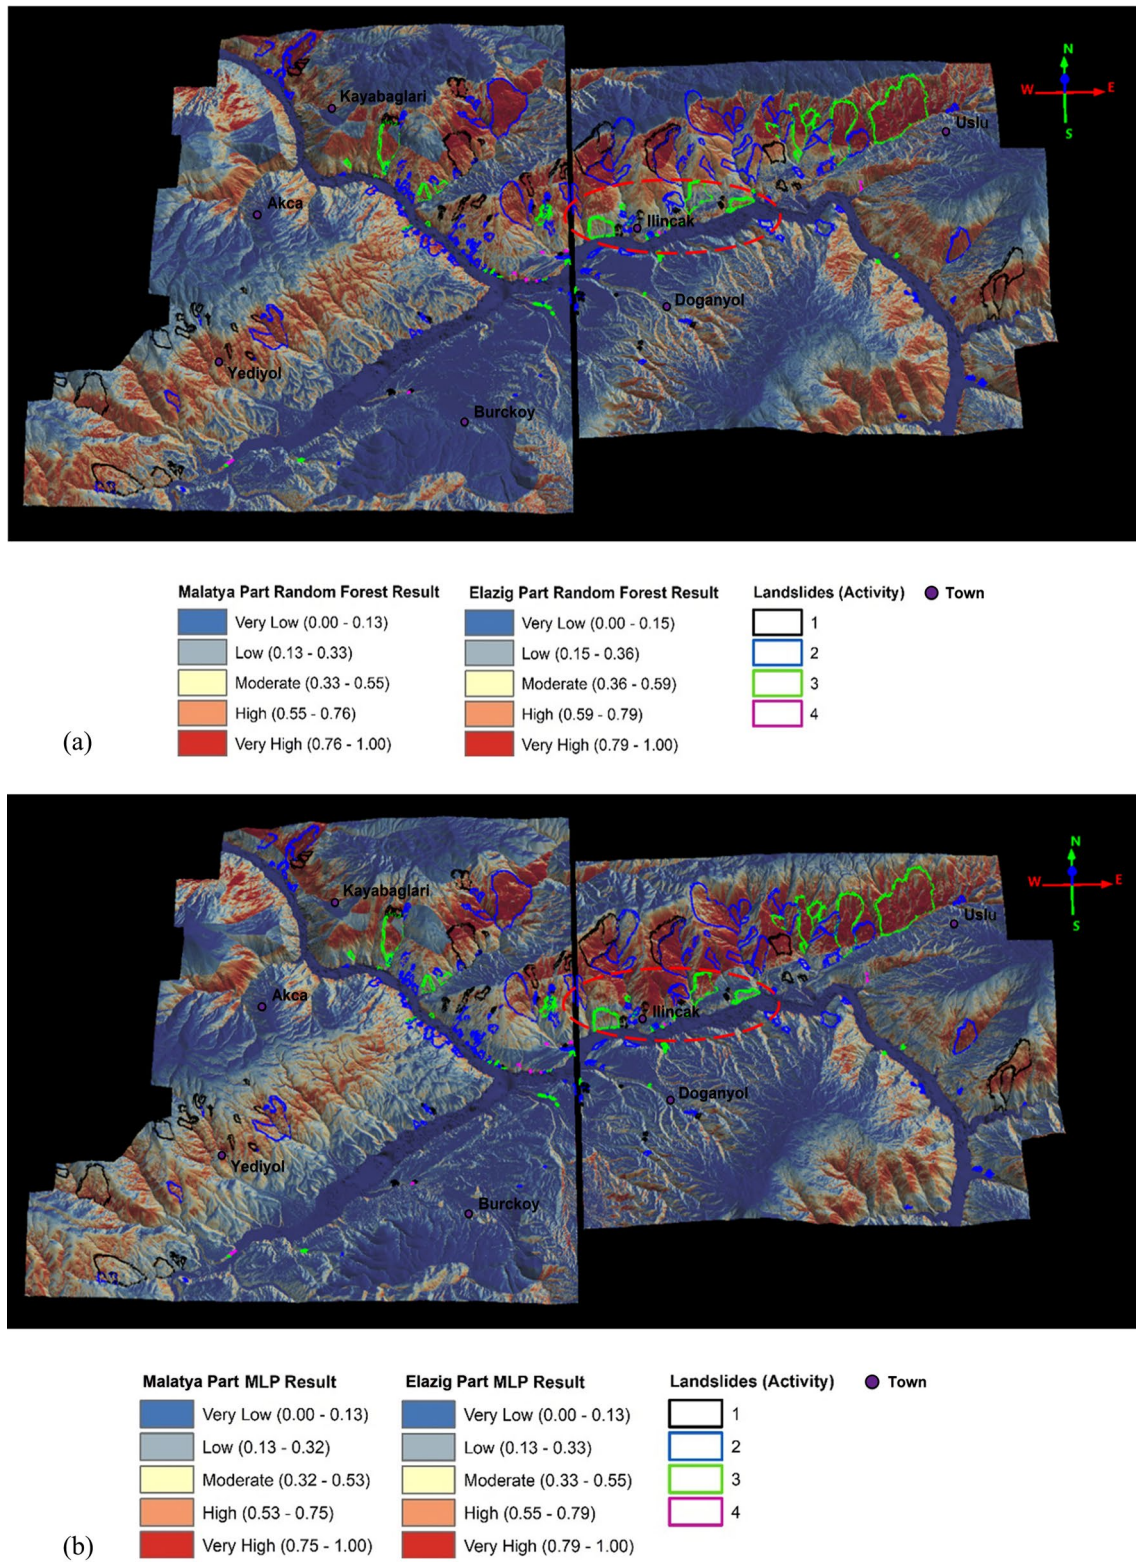 N
W E
S
Kayabaglari
Uslu
Akca
Ilincak
Doganyol
Yediyol
Burckoy
Malatya Part Random Forest Result
Very Low (0.00 - 0.13)
Low (0.13 - 0.33)
Moderate (0.33 - 0.55)
High (0.55 - 0.76)
Very High (0.76 - 1.00)
Elazig Part Random Forest Result
Very Low (0.00 - 0.15)
Low (0.15 - 0.36)
Moderate (0.36 - 0.59)
High (0.59 - 0.79)
Very High (0.79 - 1.00)
Landslides (Activity)
1
2
3
4
Town
(a)
N
W E
S
Kayabaglari
Uslu
Akca
Ilincak
Doganyol
Yediyol
Burckoy
Malatya Part MLP Result
Very Low (0.00 - 0.13)
Low (0.13 - 0.32)
Moderate (0.32 - 0.53)
High (0.53 - 0.75)
Very High (0.75 - 1.00)
Elazig Part MLP Result
Very Low (0.00 - 0.13)
Low (0.13 - 0.33)
Moderate (0.33 - 0.55)
High (0.55 - 0.79)
Very High (0.79 - 1.00)
Landslides (Activity)
1
2
3
4
Town
(b)